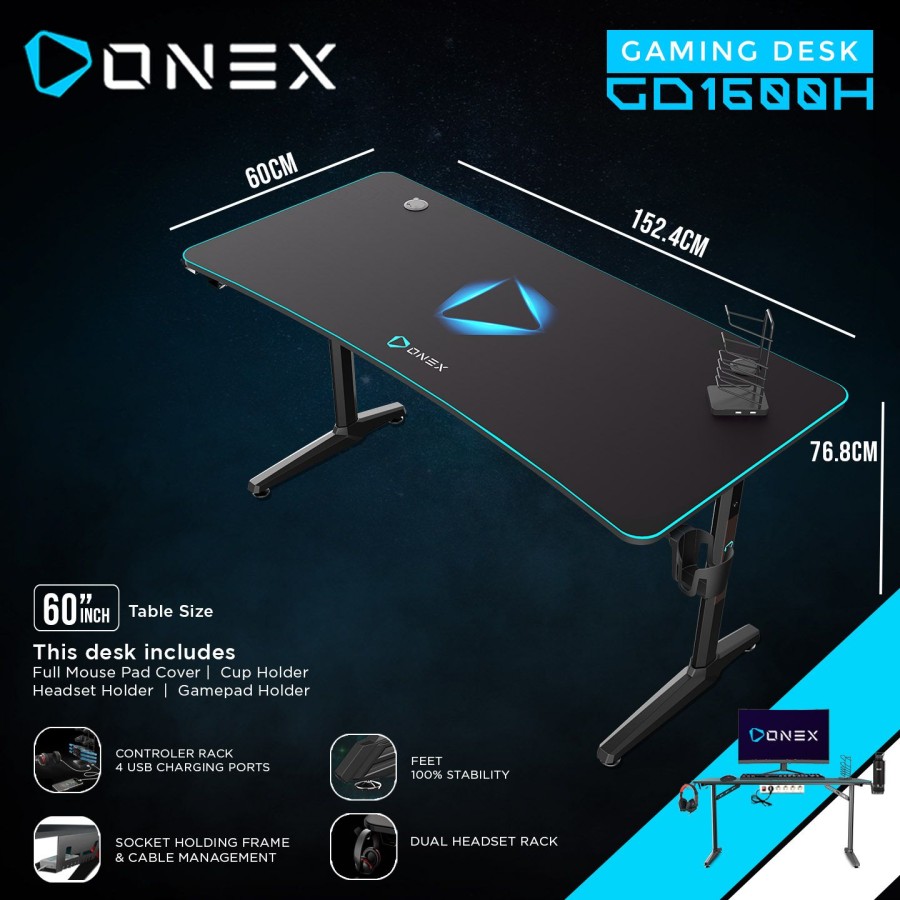 ONEX
GAMING DESK
GD1600H
60CM
152.4CM
ONEX
76.8CM
60” INCH Table Size
This desk includes
Full Mouse Pad Cover | Cup Holder
Headset Holder | Gamepad Holder
CONTROLER RACK
4 USB CHARGING PORTS
FEET
100% STABILITY
SOCKET HOLDING FRAME
& CABLE MANAGEMENT
DUAL HEADSET RACK
ONEX